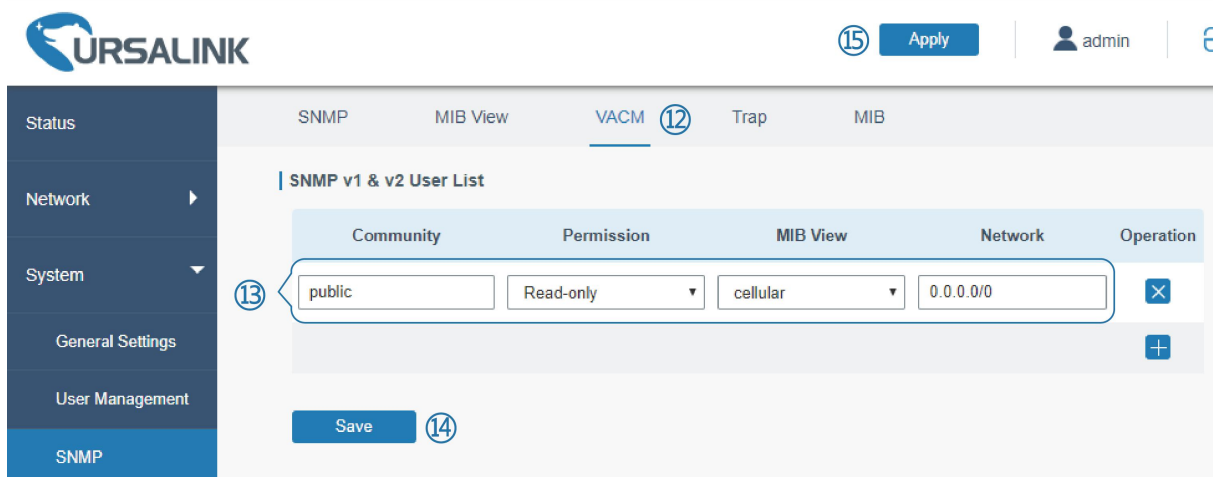 URSALINK
⑮ Apply admin
Status
SNMP MIB View VACM ⑫ Trap MIB
SNMP v1 & v2 User List
Network
Community Permission MIB View Network Operation
System
⑬ public Read-only cellular 0.0.0.0/0
General Settings
User Management
Save ⑭
SNMP